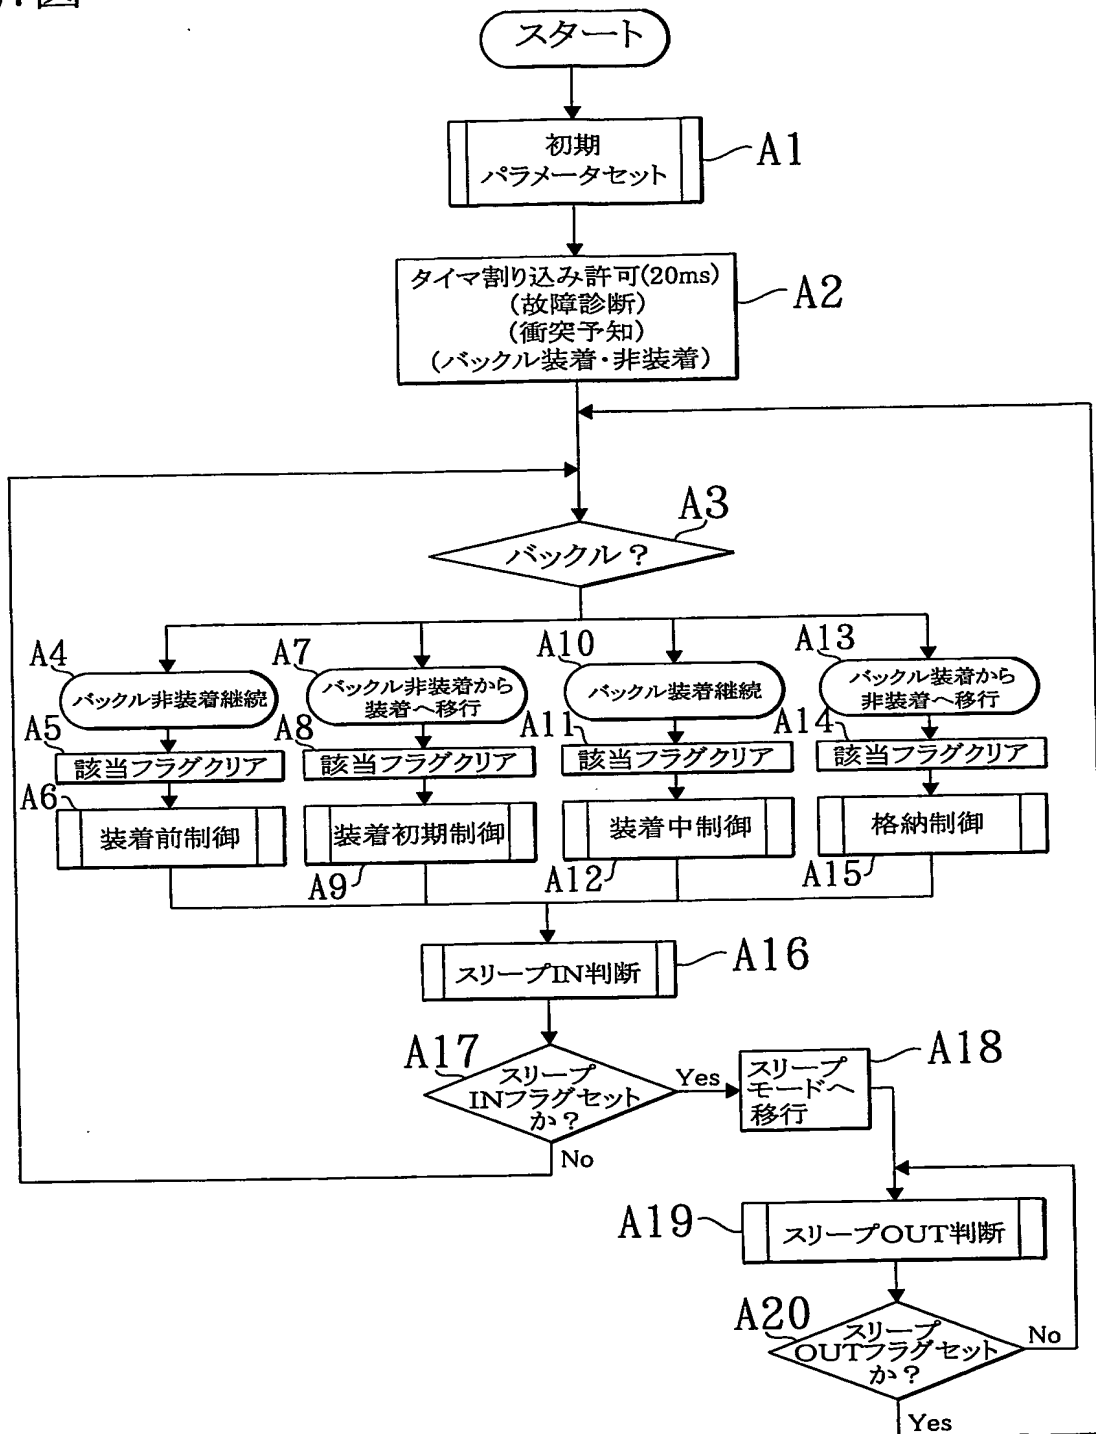 図
スタート
初期
パラメータセット
A1
タイマ割り込み許可(20ms)
(故障診断)
(衝突予知)
(バックル装着・非装着)
A2
A3
バックル？
A4
バックル非装着継続
A5
該当フラグクリア
A6
装着前制御
A7
バックル非装着から
装着へ移行
A8
該当フラグクリア
装着初期制御
A9
A10
バックル装着継続
A11
該当フラグクリア
装着中制御
A12
A13
バックル装着から
非装着へ移行
A14
該当フラグクリア
格納制御
A15
スリープIN判断
A16
A17
スリープ
INフラグセット
か？
Yes
No
スリープ
モードへ
移行
A18
A19
スリープOUT判断
A20
スリープ
OUTフラグセット
か？
No
Yes